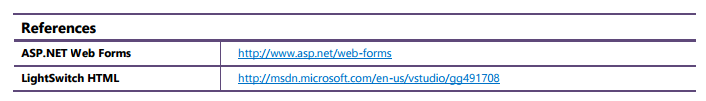 References
ASP.NET Web Forms http://www.asp.net/web-forms
LightSwitch HTML http://msdn.microsoft.com/en-us/vstudio/gg491708